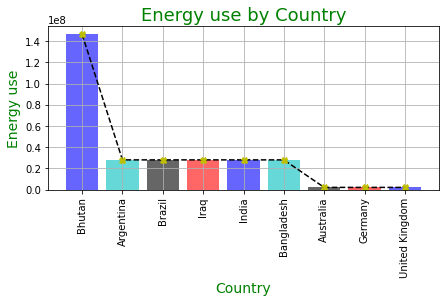 Energy use by Country
1e8
1.4
1.2
1.0
0.8
0.6
0.4
0.2
0.0
Energy use
Bhutan
Argentina
Brazil
Iraq
India
Bangladesh
Australia
Germany
United Kingdom
Country